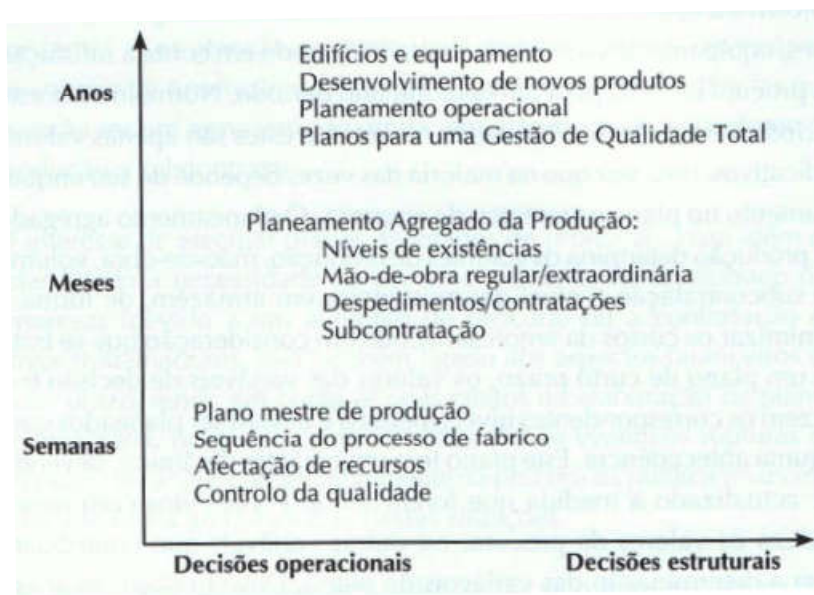 Edifícios e equipamento
Desenvolvimento de novos produtos
Anos
Planeamento operacional
Planos para uma Gestão de Qualidade Total
Planeamento Agregado da Produção:
Níveis de existências
Meses
Mão-de-obra regular/extraordinária
Despedimentos/contratações
Subcontratação
Plano mestre de produção
Semanas
Sequência do processo de fabrico
Afectação de recursos
Controlo da qualidade
Decisões operacionais
Decisões estruturais